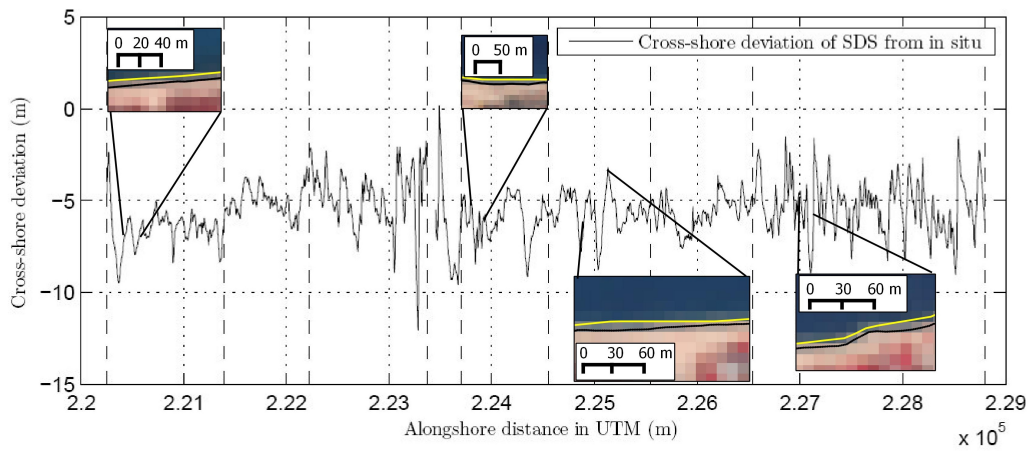 5
0
−5
−10
−15
Cross-shore deviation (m)
Cross-shore deviation of SDS from in situ
0 20 40 m
0 50 m
0 30 60 m
0 30 60 m
2.2 2.21 2.22 2.23 2.24 2.25 2.26 2.27 2.28 2.29
Alongshore distance in UTM (m)
x 10⁵